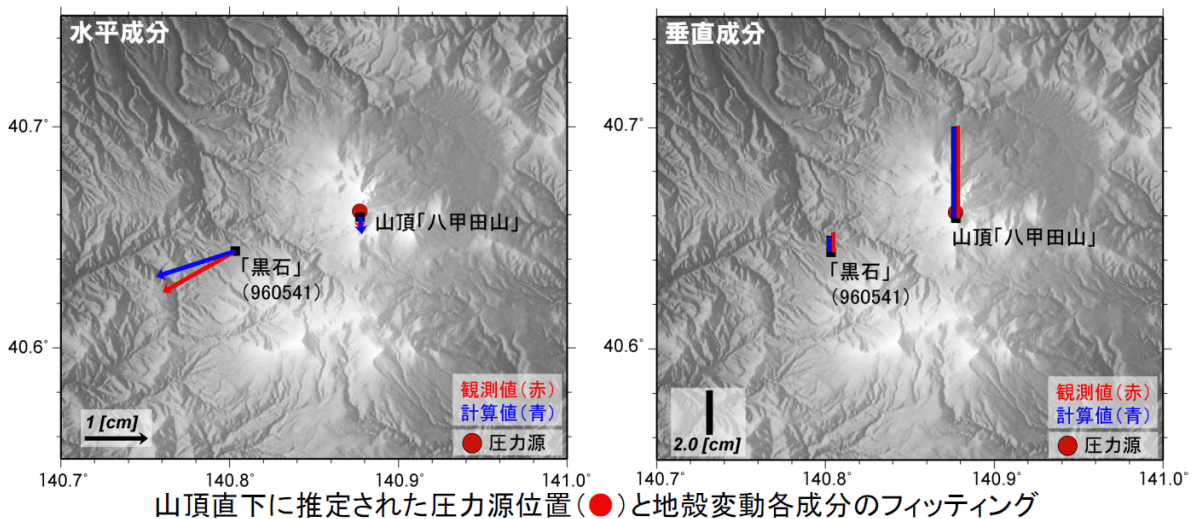 水平成分
40.7°
40.6°
山頂「八甲田山」
「黒石」
(960541)
観測値(赤)
計算値(青)
圧力源
1 [cm]
140.7°
140.8°
140.9°
141.0°
垂直成分
40.7°
40.6°
山頂「八甲田山」
「黒石」
(960541)
観測値(赤)
計算値(青)
圧力源
2.0 [cm]
140.7°
140.8°
140.9°
141.0°
山頂直下に推定された圧力源位置(●)と地殻変動各成分のフィッティング